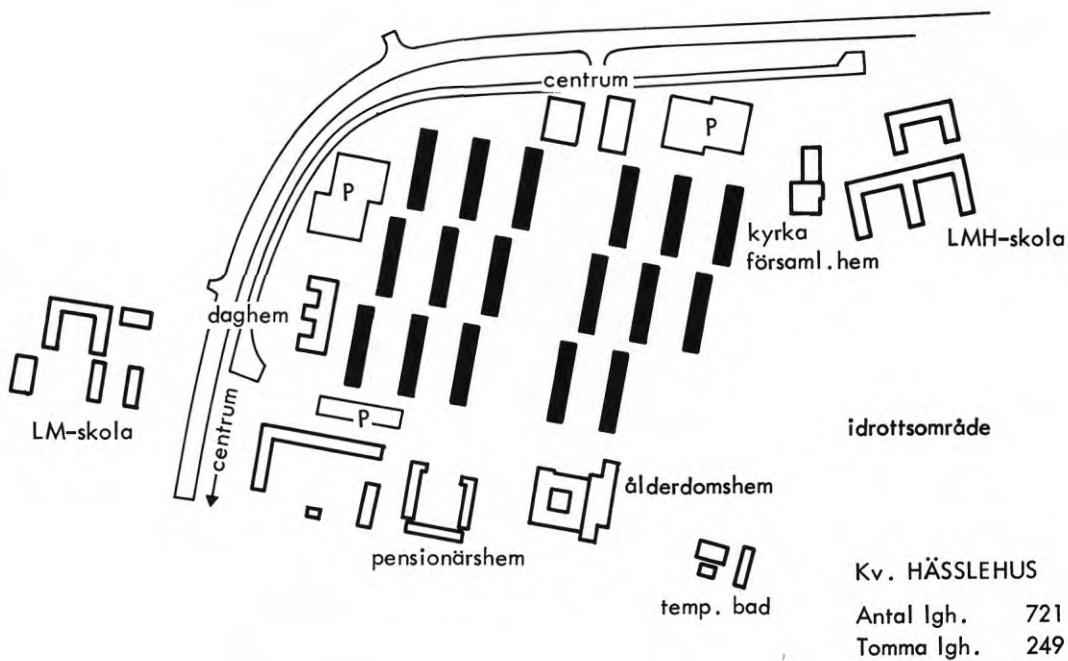 centrum
P
P
kyrka
församl.hem
LMH-skola
daghem
LM-skola
centrum
P
idrottsområde
ålderdomshem
pensionärshem
temp. bad
Kv. HÄSSLEHUS
Antal lgh. 721
Tomma lgh. 249